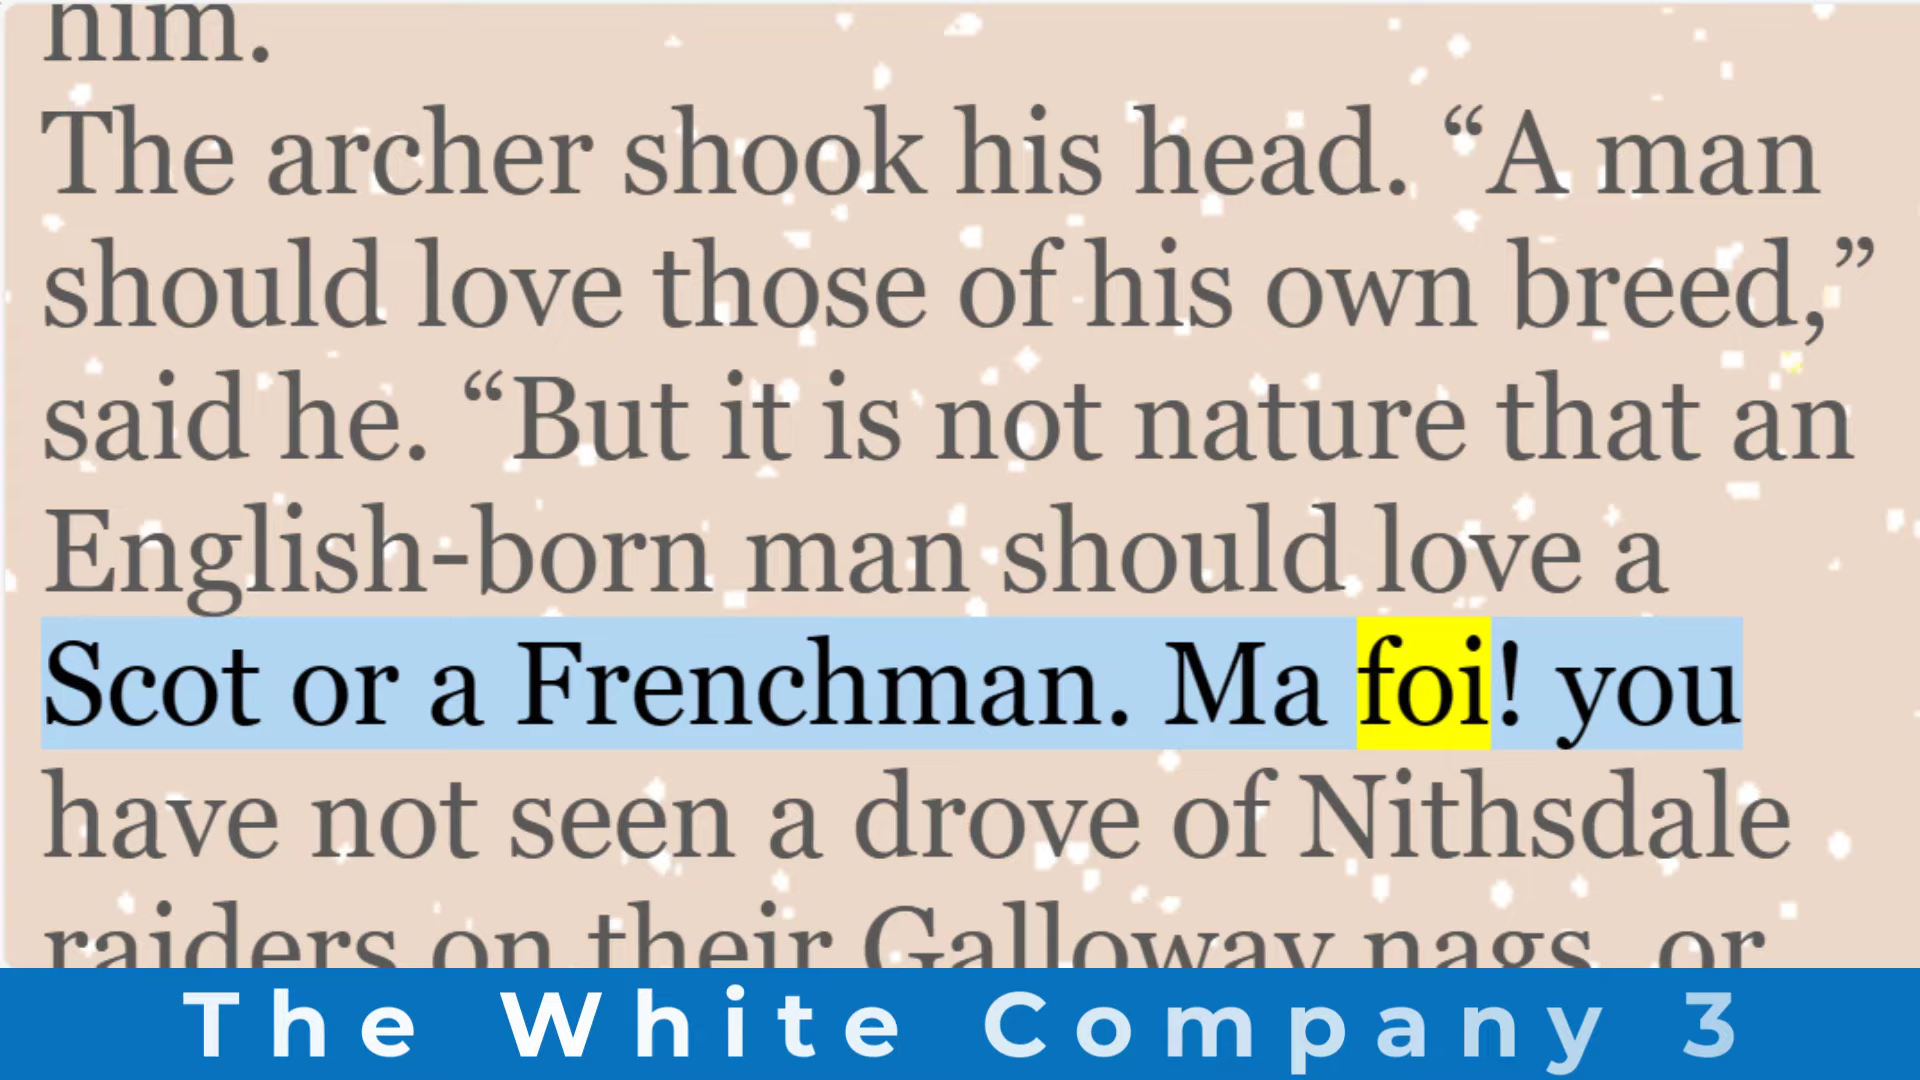 him.
The archer shook his head. “A man
should love those of his own breed,”
said he. “But it is not nature that an
English-born man should love a
Scot or a Frenchman. Ma foi! you
have not seen a drove of Nithsdale
raiders on their Galloway nags, or
The White Company 3